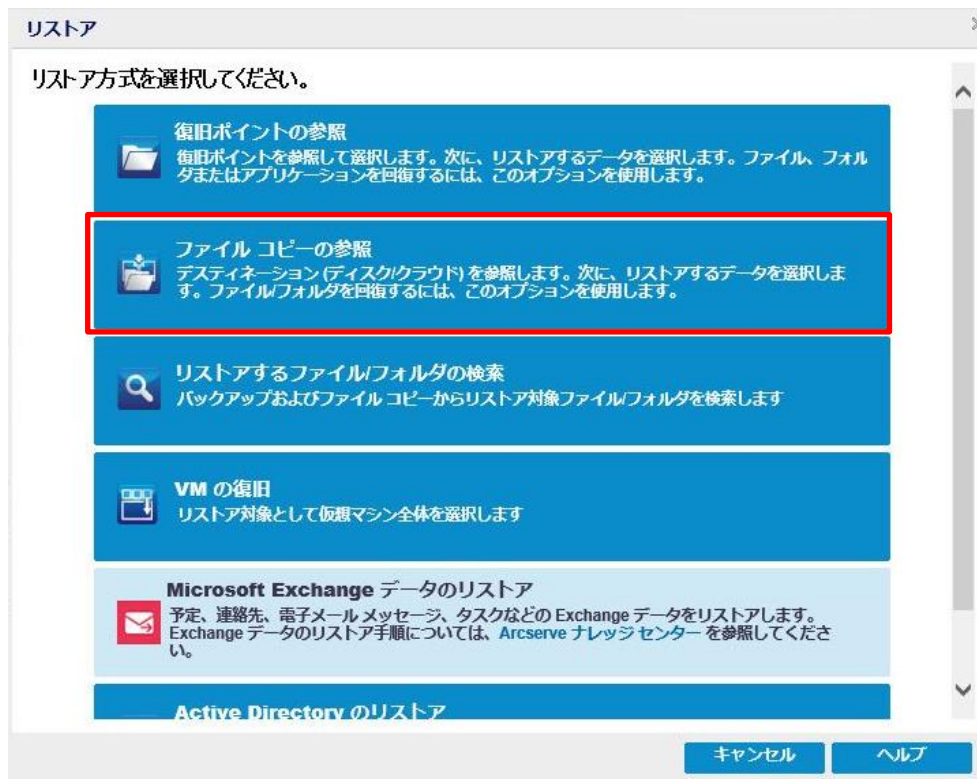 リストア
リストア方式を選択してください。
復旧ポイントの参照
復旧ポイントを参照して選択します。次に、リストアするデータを選択します。ファイル、フォル
ダまたはアプリケーションを回復するには、このオプションを使用します。
ファイル コピーの参照
デスティネーション (ディスク/クラウド) を参照します。次に、リストアするデータを選択しま
す。ファイル/フォルダを回復するには、このオプションを使用します。
リストアするファイル/フォルダの検索
バックアップおよびファイル コピーからリストア対象ファイル/フォルダを検索します
VM の復旧
リストア対象として仮想マシン全体を選択します
Microsoft Exchange データのリストア
予定、連絡先、電子メール メッセージ、タスクなどの Exchange データをリストアします。
Exchange データのリストア手順については、Arcserve ナレッジ センター を参照してくださ
い。
Active Directory のリストア
キャンセル
ヘルプ